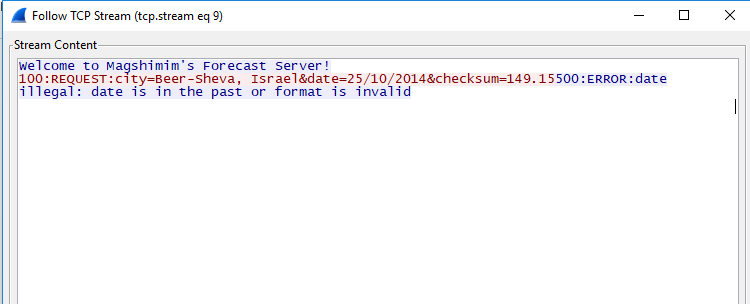 Follow TCP Stream (tcp.stream eq 9)
Stream Content
Welcome to Magshimim's Forecast Server!
100:REQUEST:city=Beer-Sheva, Israel&date=25/10/2014&checksum=149.15500:ERROR:date
illegal: date is in the past or format is invalid